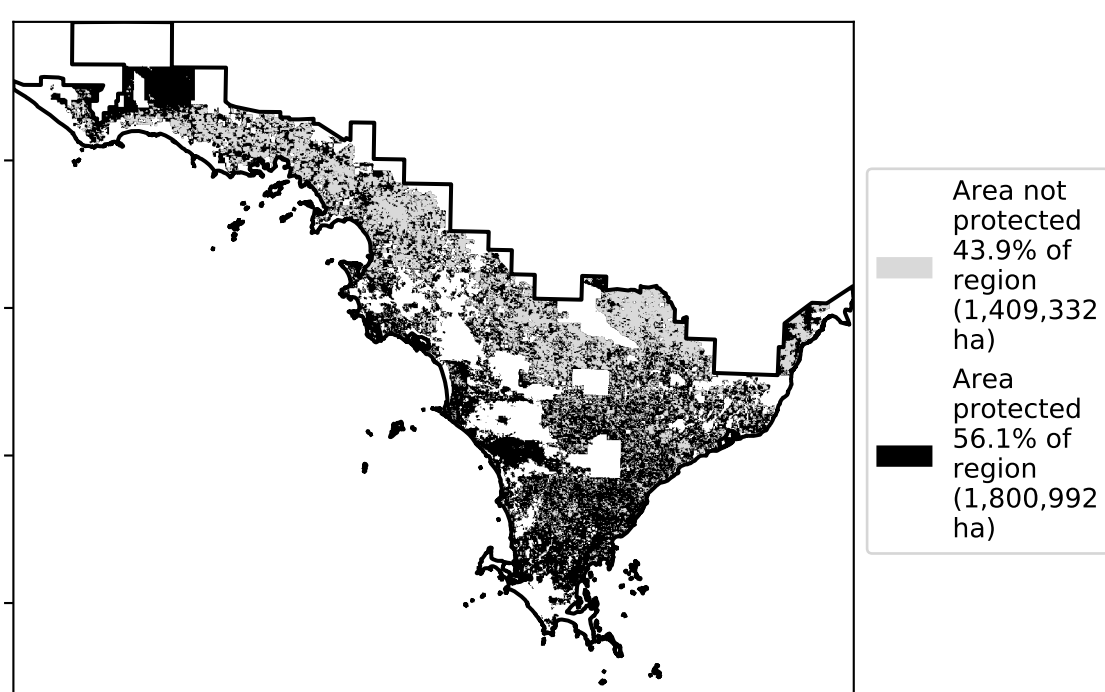 Area not
protected
43.9% of
region
(1,409,332
ha)
Area
protected
56.1% of
region
(1,800,992
ha)